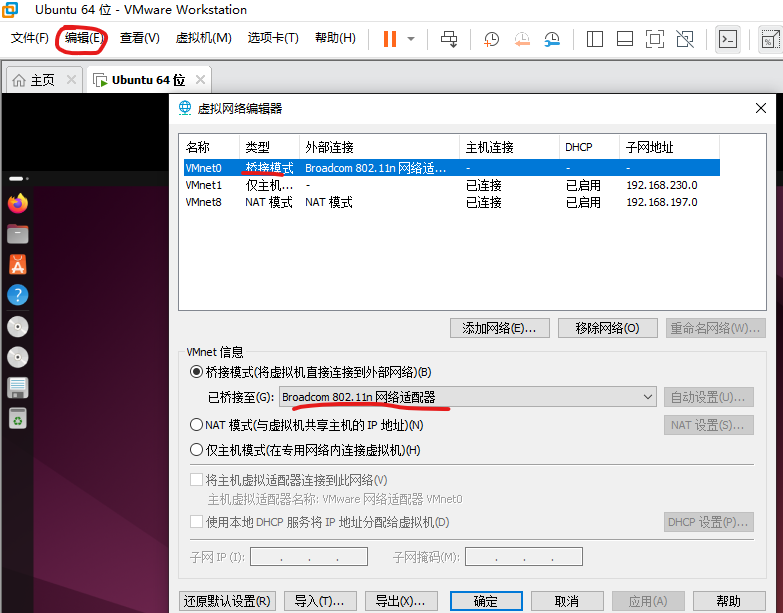 Ubuntu 64 位 - VMware Workstation
文件(F) 编辑(E) 查看(V) 虚拟机(M) 选项卡(T) 帮助(H)
主页 Ubuntu 64 位
虚拟网络编辑器
名称 类型 外部连接 主机连接 DHCP 子网地址
VMnet0 桥接模式 Broadcom 802.11n 网络适... - - -
VMnet1 仅主机... - 已连接 已启用 192.168.230.0
VMnet8 NAT 模式 NAT 模式 已连接 已启用 192.168.197.0
添加网络(E)... 移除网络(O) 重命名网络(W)...
VMnet 信息
桥接模式(将虚拟机直接连接到外部网络)(B)
已桥接至(G): Broadcom 802.11n 网络适配器 自动设置(U)...
NAT 模式(与虚拟机共享主机的 IP 地址)(N) NAT 设置(S)...
仅主机模式(在专用网络内连接虚拟机)(H)
将主机虚拟适配器连接到此网络(V)
主机虚拟适配器名称: VMware 网络适配器 VMnet0
使用本地 DHCP 服务将 IP 地址分配给虚拟机(D) DHCP 设置(P)...
子网 IP (I): . . . 子网掩码(M): . . .
还原默认设置(R) 导入(T)... 导出(X)... 确定 取消 应用(A) 帮助